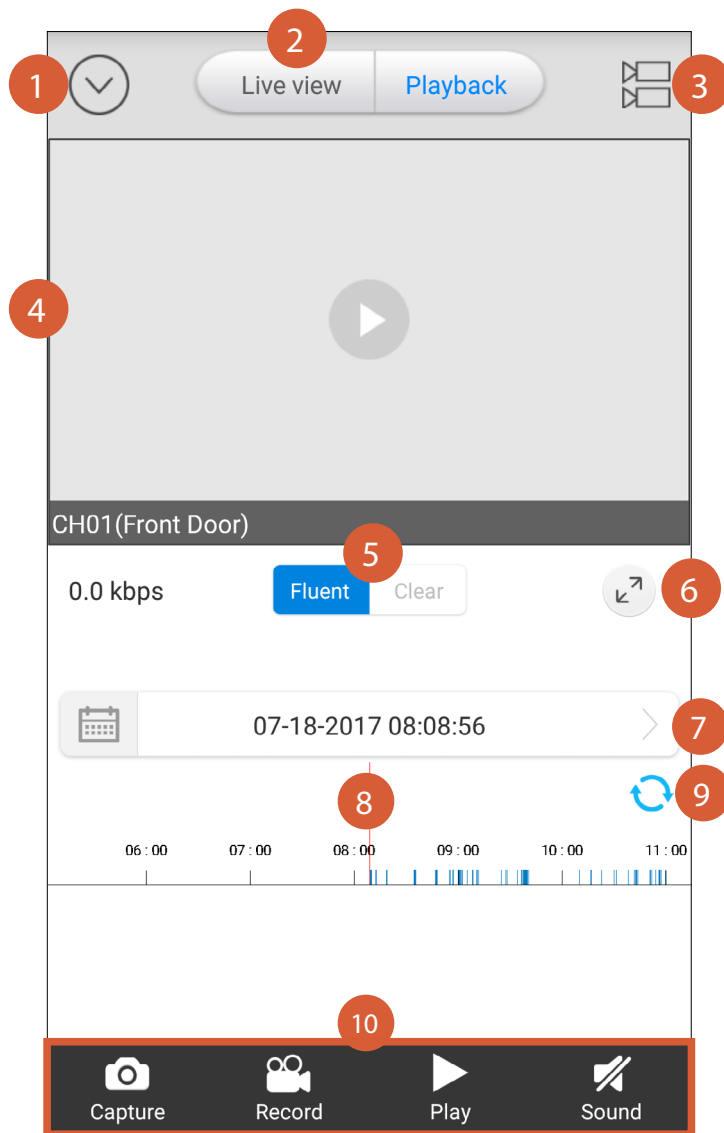 2
1
Live view Playback
3
4
CH01(Front Door)
5
0.0 kbps
Fluent Clear
6
07-18-2017 08:08:56
7
8
9
06 : 00 07 : 00 08 : 00 09 : 00 10 : 00 11 : 00
10
Capture Record Play Sound